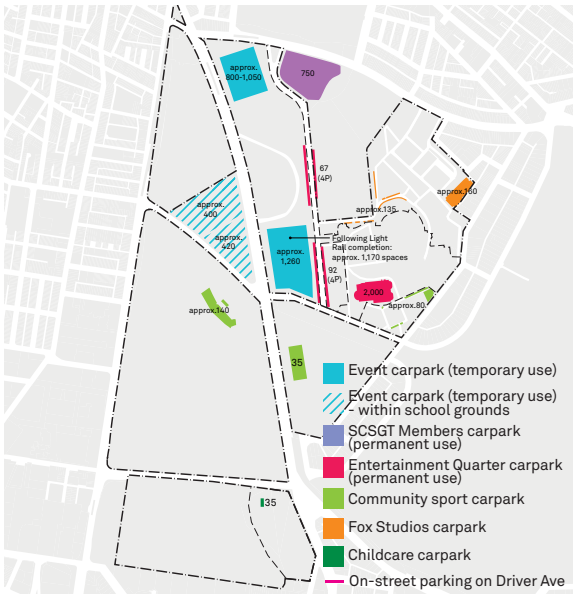 approx.
800-1,050
750
67
(4P)
approx.160
approx.
400
approx.135
approx.
420
Following Light
Rail completion:
approx. 1,170 spaces
approx.
1,260
92
(4P)
2,000
approx.80
approx.140
35
Event carpark (temporary use)
Event carpark (temporary use)
- within school grounds
SCSGT Members carpark
(permanent use)
Entertainment Quarter carpark
(permanent use)
Community sport carpark
35
Fox Studios carpark
Childcare carpark
On-street parking on Driver Ave